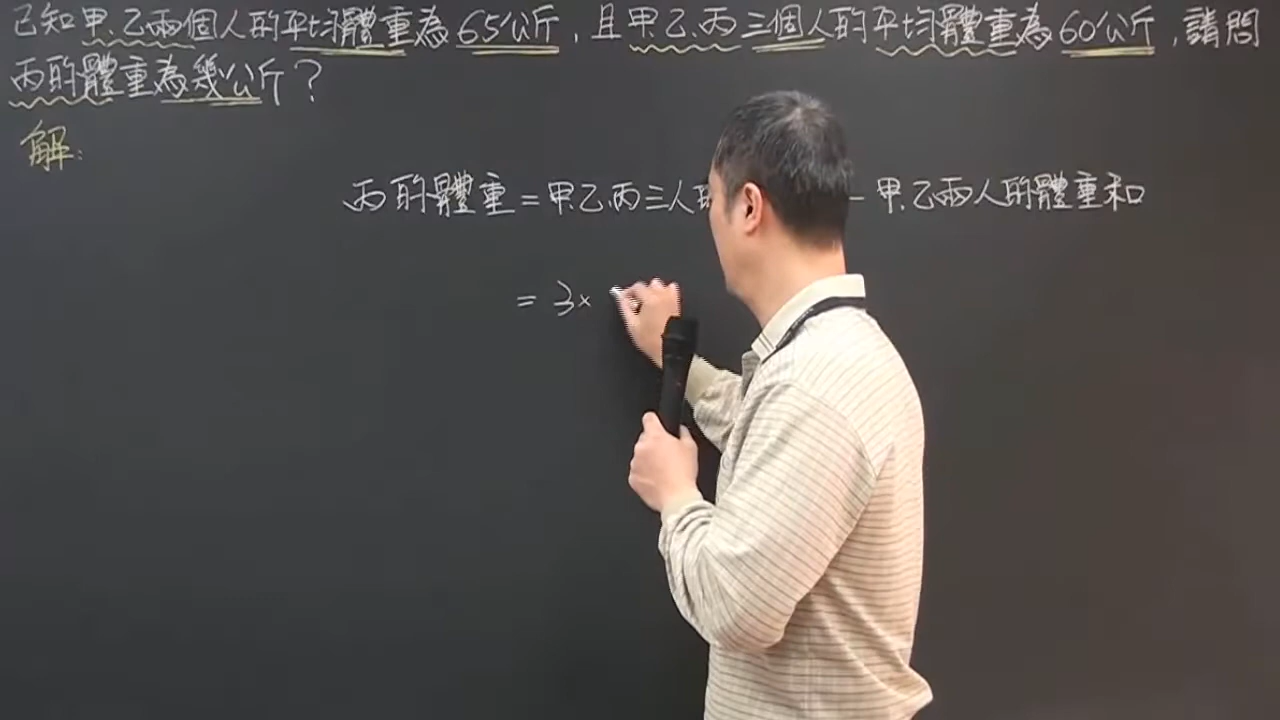 已知甲、乙兩個人的平均體重為65公斤，且甲、乙、丙三個人的平均體重為60公斤，請問
丙的體重為幾公斤？
解：
丙的體重=甲、乙、丙三人的 - 甲、乙兩人的體重和
= 3×